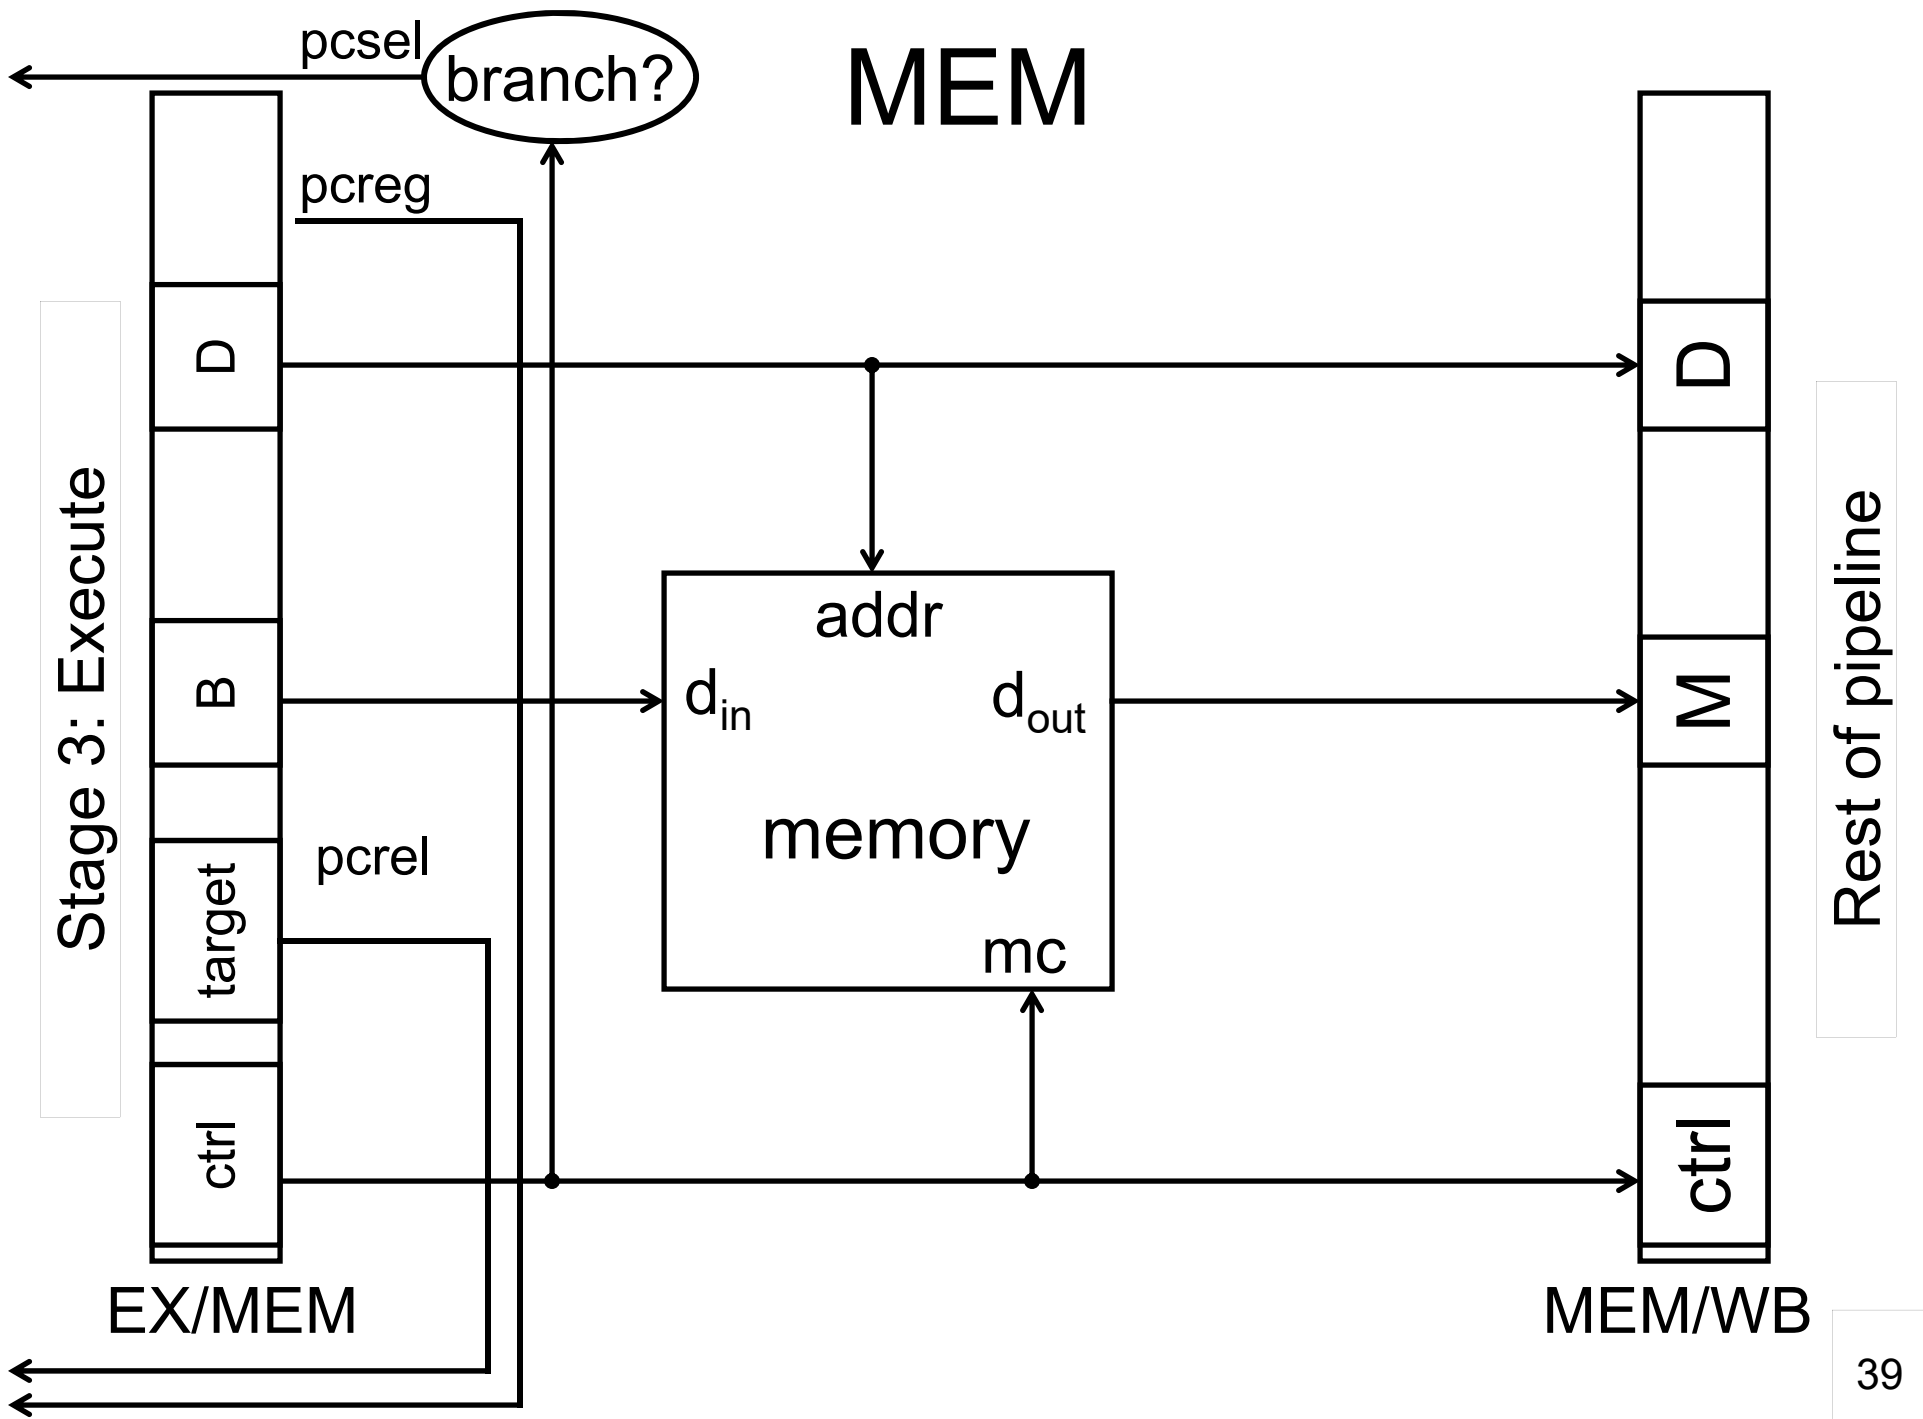 pcsel
branch?
MEM
pcreg
D
D
Stage 3: Execute
addr
B
din
dout
M
Rest of pipeline
memory
pcrel
target
mc
ctrl
ctrl
EX/MEM
MEM/WB
39